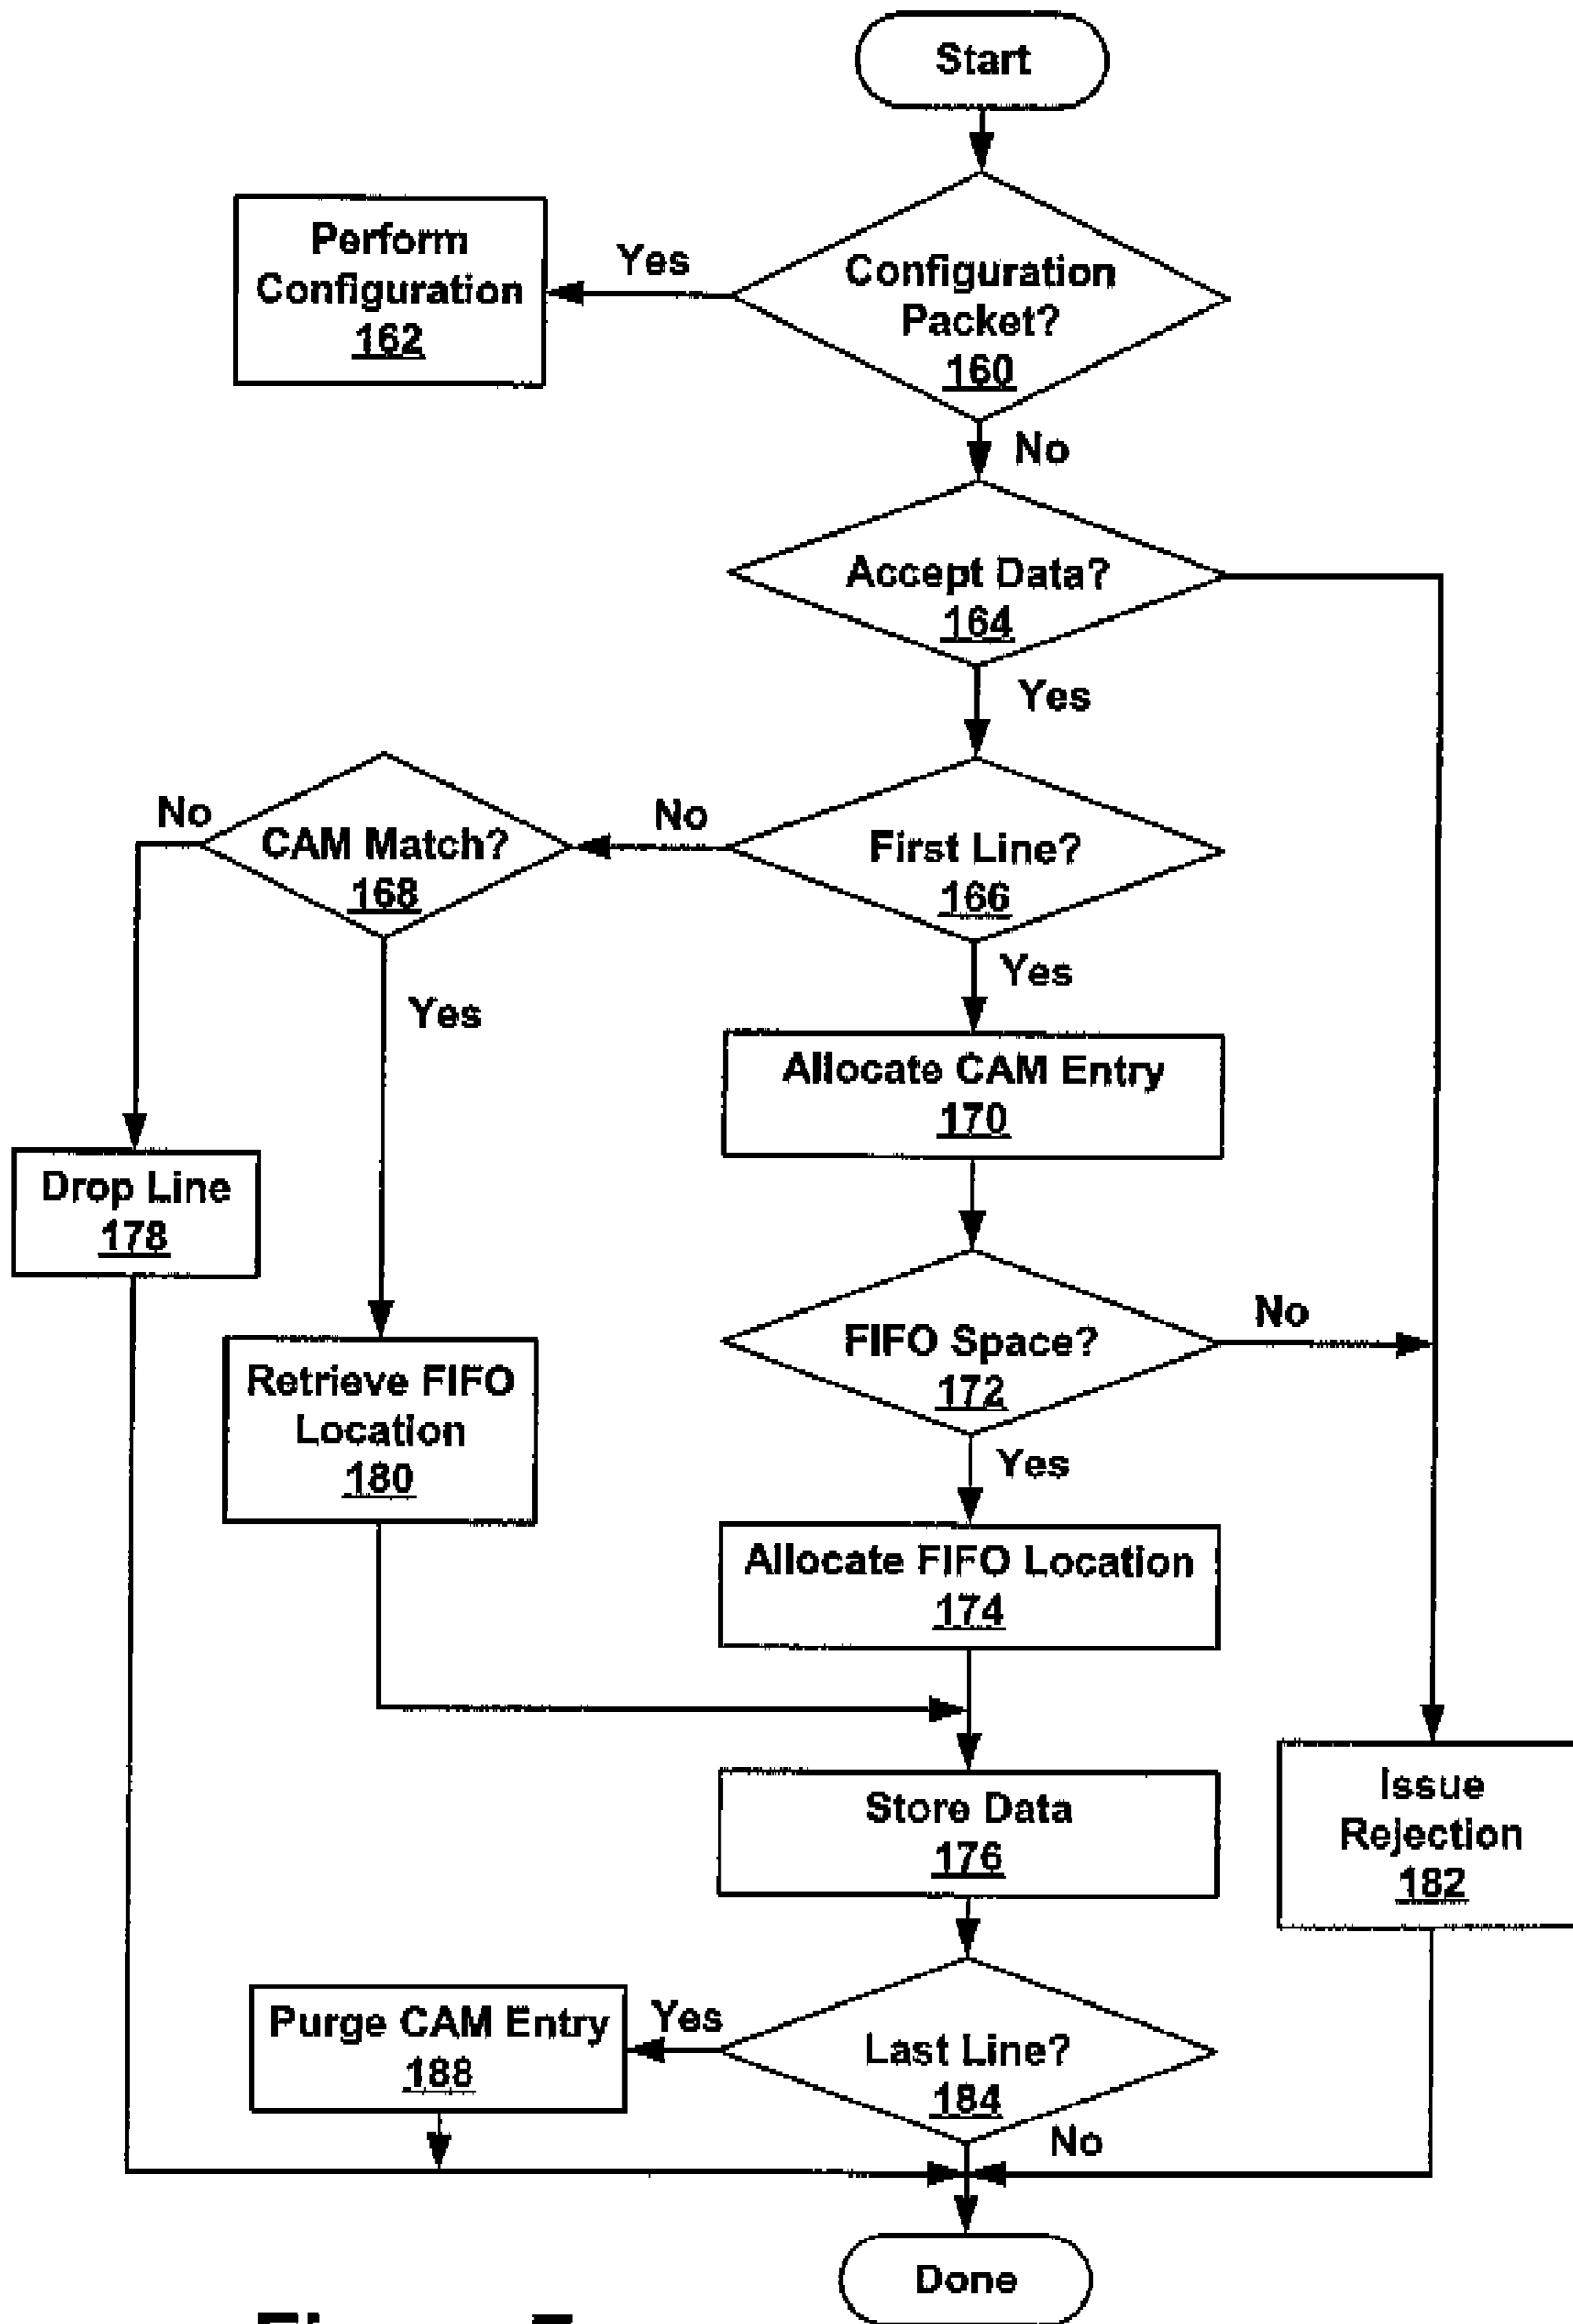 Start
Perform
Configuration
162
Yes
Configuration
Packet?
160
No
Accept Data?
164
Yes
No
CAM Match?
168
No
First Line?
166
Yes
Yes
Allocate CAM Entry
170
Drop Line
178
FIFO Space?
172
No
Retrieve FIFO
Location
180
Yes
Allocate FIFO Location
174
Store Data
176
Issue
Rejection
182
Purge CAM Entry
188
Yes
Last Line?
184
No
Done